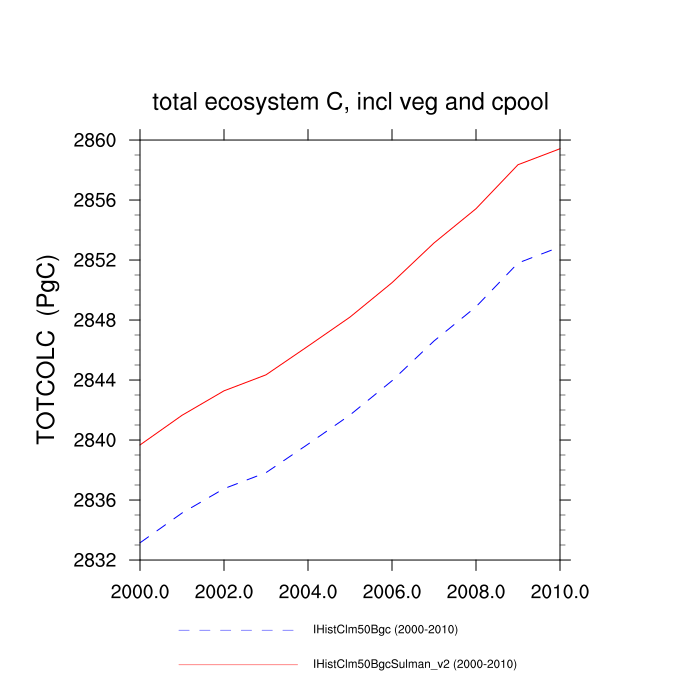 total ecosystem C, incl veg and cpool
TOTCOLC (PgC)
2860
2856
2852
2848
2844
2840
2836
2832
2000.0 2002.0 2004.0 2006.0 2008.0 2010.0
IHistClm50Bgc (2000-2010)
IHistClm50BgcSulman_v2 (2000-2010)